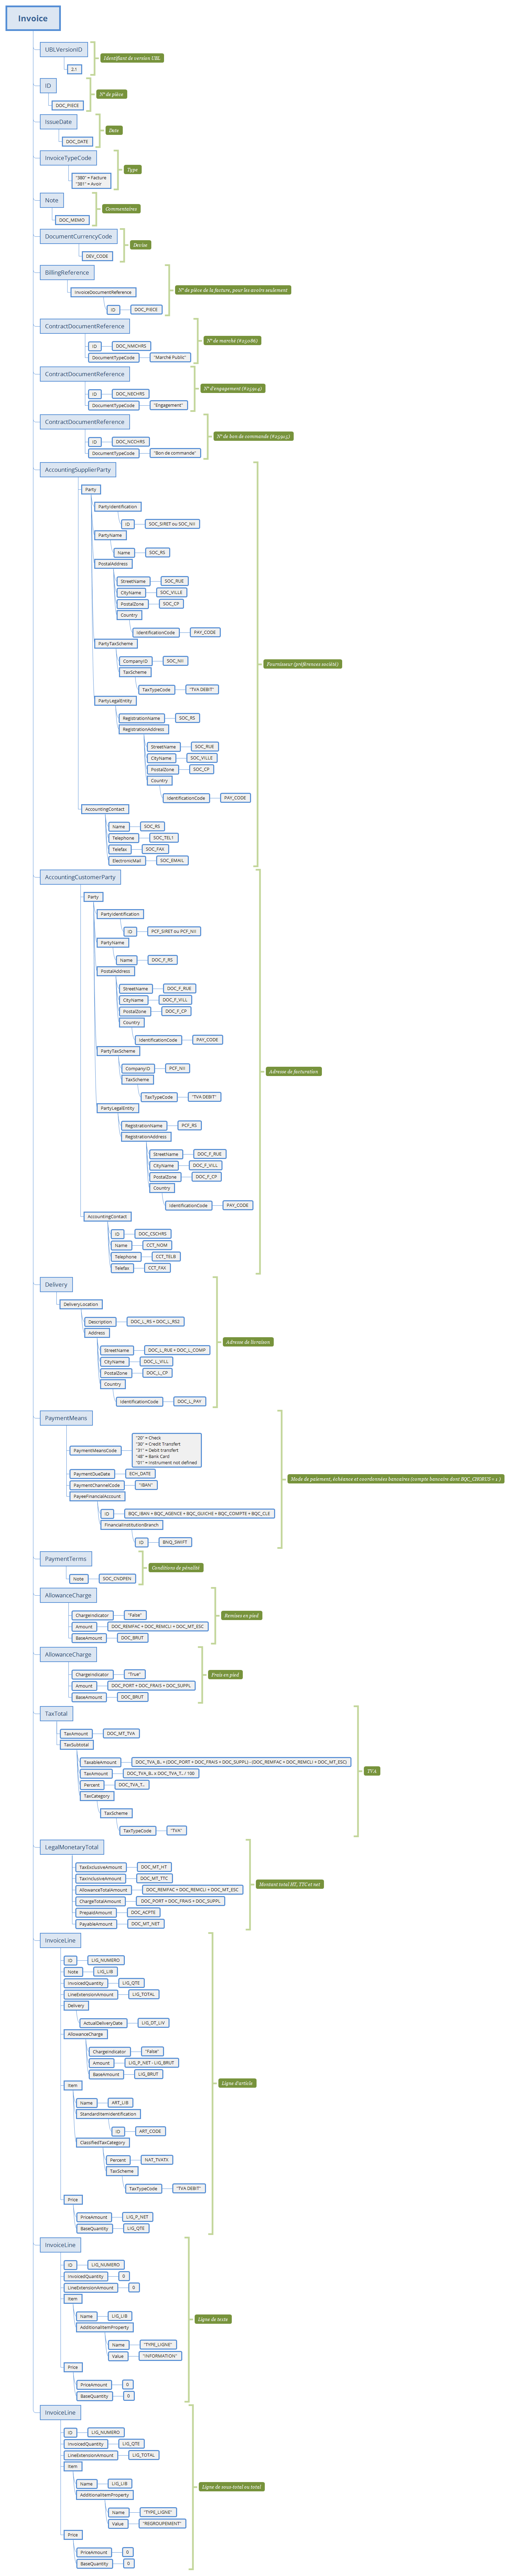 Invoice
UBLVersionID
2.1
Identifiant de version UBL
ID
DOC_PIECE
N° de pièce
IssueDate
DOC_DATE
Date
InvoiceTypeCode
"380" = Facture
"381" = Avoir
Type
Note
DOC_MEMO
Commentaires
DocumentCurrencyCode
DEV_CODE
Devise
BillingReference
InvoiceDocumentReference
ID
DOC_PIECE
N° de pièce de la facture, pour les avoirs seulement
ContractDocumentReference
ID
DOC_NMCHRS
DocumentTypeCode
"Marché Public"
N° de marché
ContractDocumentReference
ID
DOC_NECHRS
DocumentTypeCode
"Engagement"
N° d'engagement
ContractDocumentReference
ID
DOC_NCCHRS
DocumentTypeCode
"Bon de commande"
N° de bon de commande
AccountingSupplierParty
Party
PartyIdentification
ID
SOC_SIRET ou SOC_NII
PartyName
Name
SOC_RS
PostalAddress
StreetName
SOC_RUE
CityName
SOC_VILLE
PostalZone
SOC_CP
Country
IdentificationCode
PAY_CODE
PartyTaxScheme
CompanyID
SOC_NII
TaxScheme
TaxTypeCode
"TVA DEBIT"
PartyLegalEntity
RegistrationName
SOC_RS
RegistrationAddress
StreetName
SOC_RUE
CityName
SOC_VILLE
PostalZone
SOC_CP
Country
IdentificationCode
PAY_CODE
AccountingContact
Name
SOC_RS
Telephone
SOC_TEL1
Telefax
SOC_FAX
ElectronicMail
SOC_EMAIL
Fournisseur (préférences société)
AccountingCustomerParty
Party
PartyIdentification
ID
PCF_SIRET ou PCF_NII
PartyName
Name
DOC_F_RS
PostalAddress
StreetName
DOC_F_RUE
CityName
DOC_F_VILL
PostalZone
DOC_F_CP
Country
IdentificationCode
PAY_CODE
PartyTaxScheme
CompanyID
PCF_NII
TaxScheme
TaxTypeCode
"TVA DEBIT"
PartyLegalEntity
RegistrationName
PCF_RS
RegistrationAddress
StreetName
DOC_F_RUE
CityName
DOC_F_VILL
PostalZone
DOC_F_CP
Country
IdentificationCode
PAY_CODE
AccountingContact
ID
DOC_CSCHRS
Name
CCT_NOM
Telephone
CCT_TELB
Telefax
CCT_FAX
Adresse de facturation
Delivery
DeliveryLocation
Description
DOC_L_RS + DOC_L_RS2
Address
StreetName
DOC_L_RUE + DOC_L_COMP
CityName
DOC_L_VILL
PostalZone
DOC_L_CP
Country
IdentificationCode
DOC_L_PAY
Adresse de livraison
PaymentMeans
PaymentMeansCode
"20" = Check
"30" = Credit Transfert
"31" = Debit transfert
"48" = Bank Card
"01" = Instrument not defined
PaymentDueDate
ECH_DATE
PaymentChannelCode
"IBAN"
PayeeFinancialAccount
ID
BQC_IBAN + BQC_AGENCE + BQC_GUICHE + BQC_COMPTE + BQC_CLE
FinancialInstitutionBranch
ID
BNQ_SWIFT
Mode de paiement, échéance et coordonnées bancaires (compte bancaire dont BQC_CHORUS = 1 )
PaymentTerms
Note
SOC_CNDPEN
Conditions de pénalité
AllowanceCharge
ChargeIndicator
"False"
Amount
DOC_REMFAC + DOC_REMCLI + DOC_MT_ESC
BaseAmount
DOC_BRUT
Remises en pied
AllowanceCharge
ChargeIndicator
"True"
Amount
DOC_PORT + DOC_FRAIS + DOC_SUPPL
BaseAmount
DOC_BRUT
Frais en pied
TaxTotal
TaxAmount
DOC_MT_TVA
TaxSubtotal
TaxableAmount
DOC_TVA_B.. + (DOC_PORT + DOC_FRAIS + DOC_SUPPL) - (DOC_REMFAC + DOC_REMCLI + DOC_MT_ESC)
TaxAmount
DOC_TVA_B.. x DOC_TVA_T.. / 100
Percent
DOC_TVA_T..
TaxCategory
TaxScheme
TaxTypeCode
"TVA"
TVA
LegalMonetaryTotal
TaxExclusiveAmount
DOC_MT_HT
TaxInclusiveAmount
DOC_MT_TTC
AllowanceTotalAmount
DOC_REMFAC + DOC_REMCLI + DOC_MT_ESC
ChargeTotalAmount
DOC_PORT + DOC_FRAIS + DOC_SUPPL
PrepaidAmount
DOC_ACPTE
PayableAmount
DOC_MT_NET
Montant total HT, TTC et net
InvoiceLine
ID
LIG_NUMERO
Note
LIG_LIB
InvoicedQuantity
LIG_QTE
LineExtensionAmount
LIG_TOTAL
Delivery
ActualDeliveryDate
LIG_DT_LIV
AllowanceCharge
ChargeIndicator
"False"
Amount
LIG_P_NET - LIG_BRUT
BaseAmount
LIG_BRUT
Item
Name
ART_LIB
StandardItemIdentification
ID
ART_CODE
ClassifiedTaxCategory
Percent
NAT_TVATX
TaxScheme
TaxTypeCode
"TVA DEBIT"
Price
PriceAmount
LIG_P_NET
BaseQuantity
LIG_QTE
Ligne d'article
InvoiceLine
ID
LIG_NUMERO
InvoicedQuantity
0
LineExtensionAmount
0
Item
Name
LIG_LIB
AdditionalItemProperty
Name
"TYPE_LIGNE"
Value
"INFORMATION"
Price
PriceAmount
0
BaseQuantity
0
Ligne de texte
InvoiceLine
ID
LIG_NUMERO
InvoicedQuantity
LIG_QTE
LineExtensionAmount
LIG_TOTAL
Item
Name
LIG_LIB
AdditionalItemProperty
Name
"TYPE_LIGNE"
Value
"REGROUPEMENT"
Price
PriceAmount
0
BaseQuantity
0
Ligne de sous-total ou total